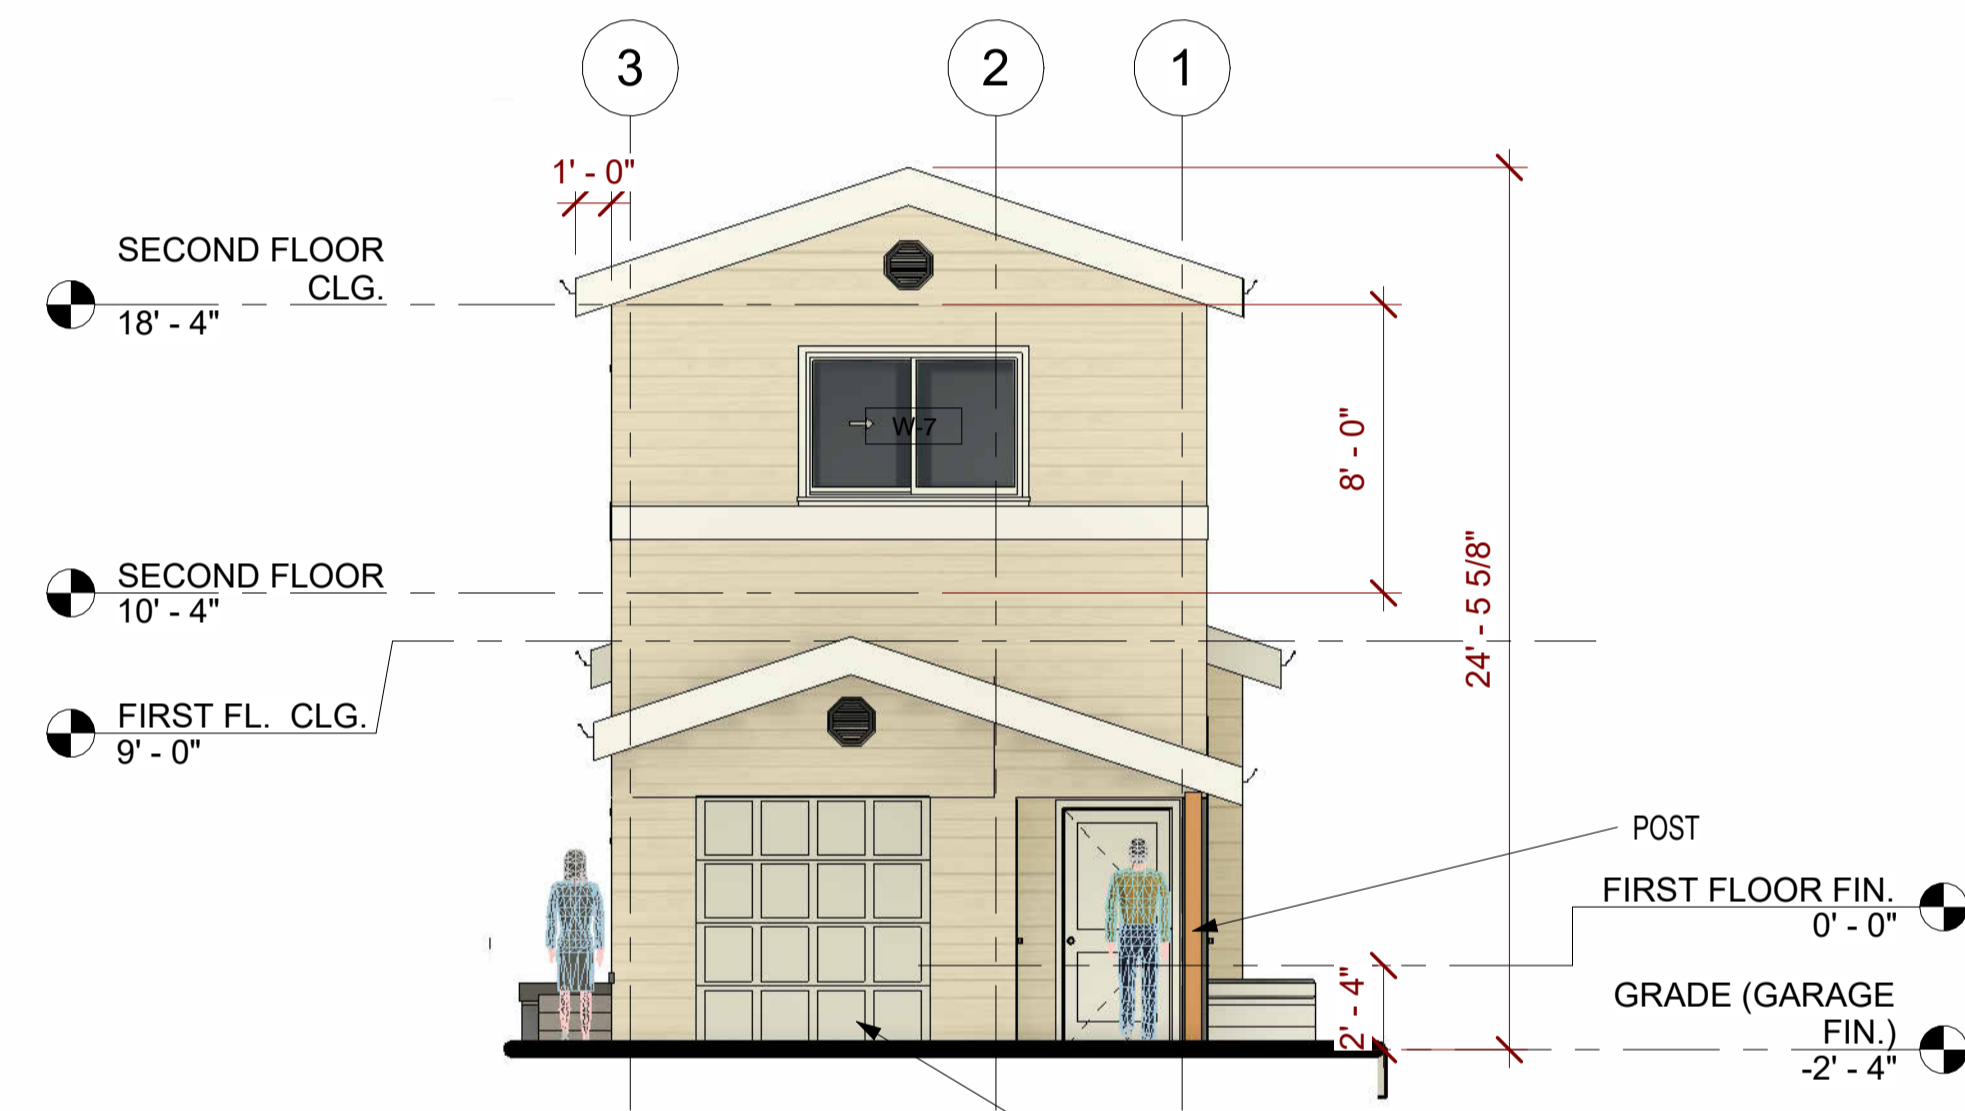 3
2
1
1' - 0"
SECOND FLOOR
CLG.
18' - 4"
W-7
8' - 0"
24' - 5 5/8"
SECOND FLOOR
10' - 4"
FIRST FL. CLG.
9' - 0"
POST
FIRST FLOOR FIN.
0' - 0"
2' - 4"
GRADE (GARAGE
FIN.)
-2' - 4"